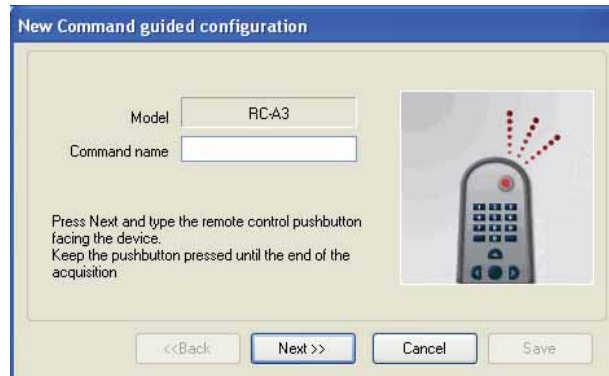 New Command guided configuration
Model RC-A3
Command name
Press Next and type the remote control pushbutton
facing the device.
Keep the pushbutton pressed until the end of the
acquisition
<<Back Next >> Cancel Save